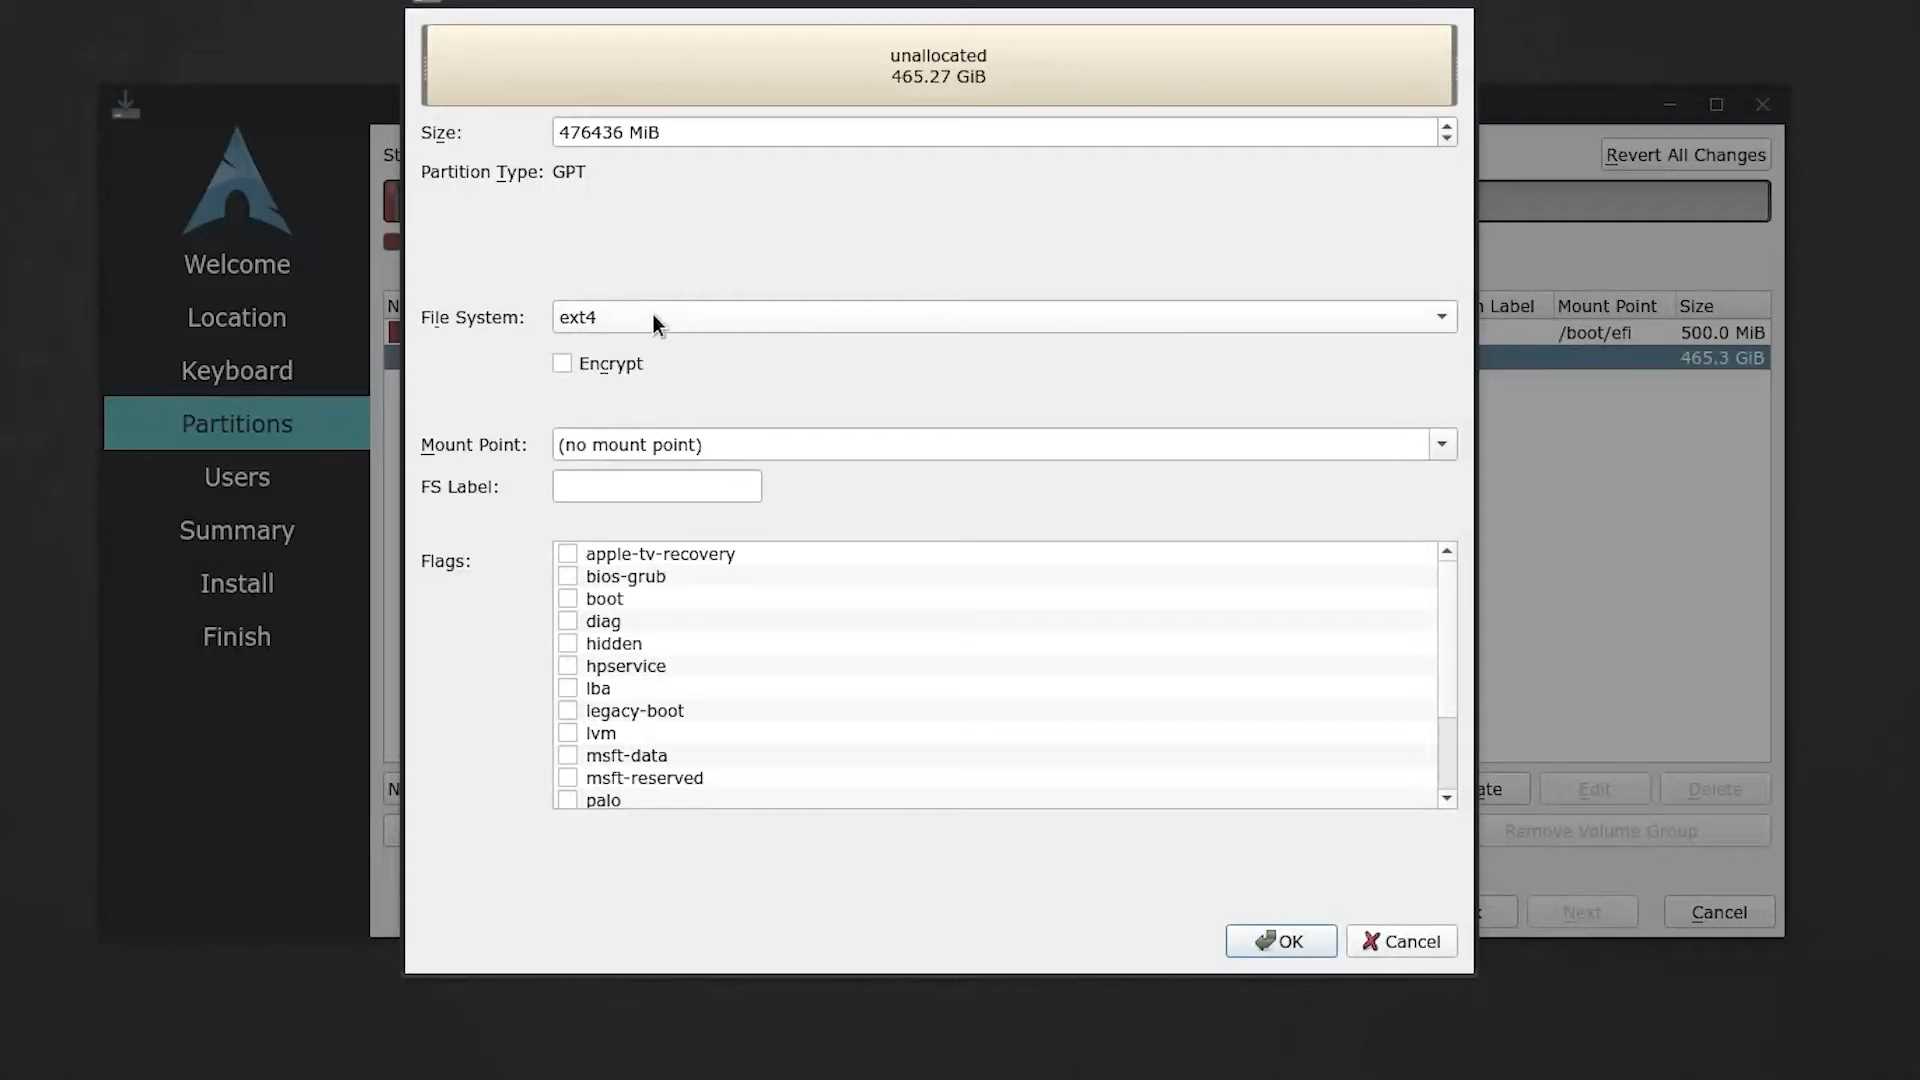 unallocated
465.27 GiB
Size: 476436 MiB
Partition Type: GPT
File System: ext4
Encrypt
Mount Point: (no mount point)
FS Label:
Flags:
apple-tv-recovery
bios-grub
boot
diag
hidden
hpservice
lba
legacy-boot
lvm
msft-data
msft-reserved
palo
OK Cancel
Welcome
Location
Keyboard
Partitions
Users
Summary
Install
Finish
St
Revert All Changes
N Label Mount Point Size
/boot/efi 500.0 MiB
465.3 GiB
N ate Edit Delete
Remove Volume Group
Next Cancel